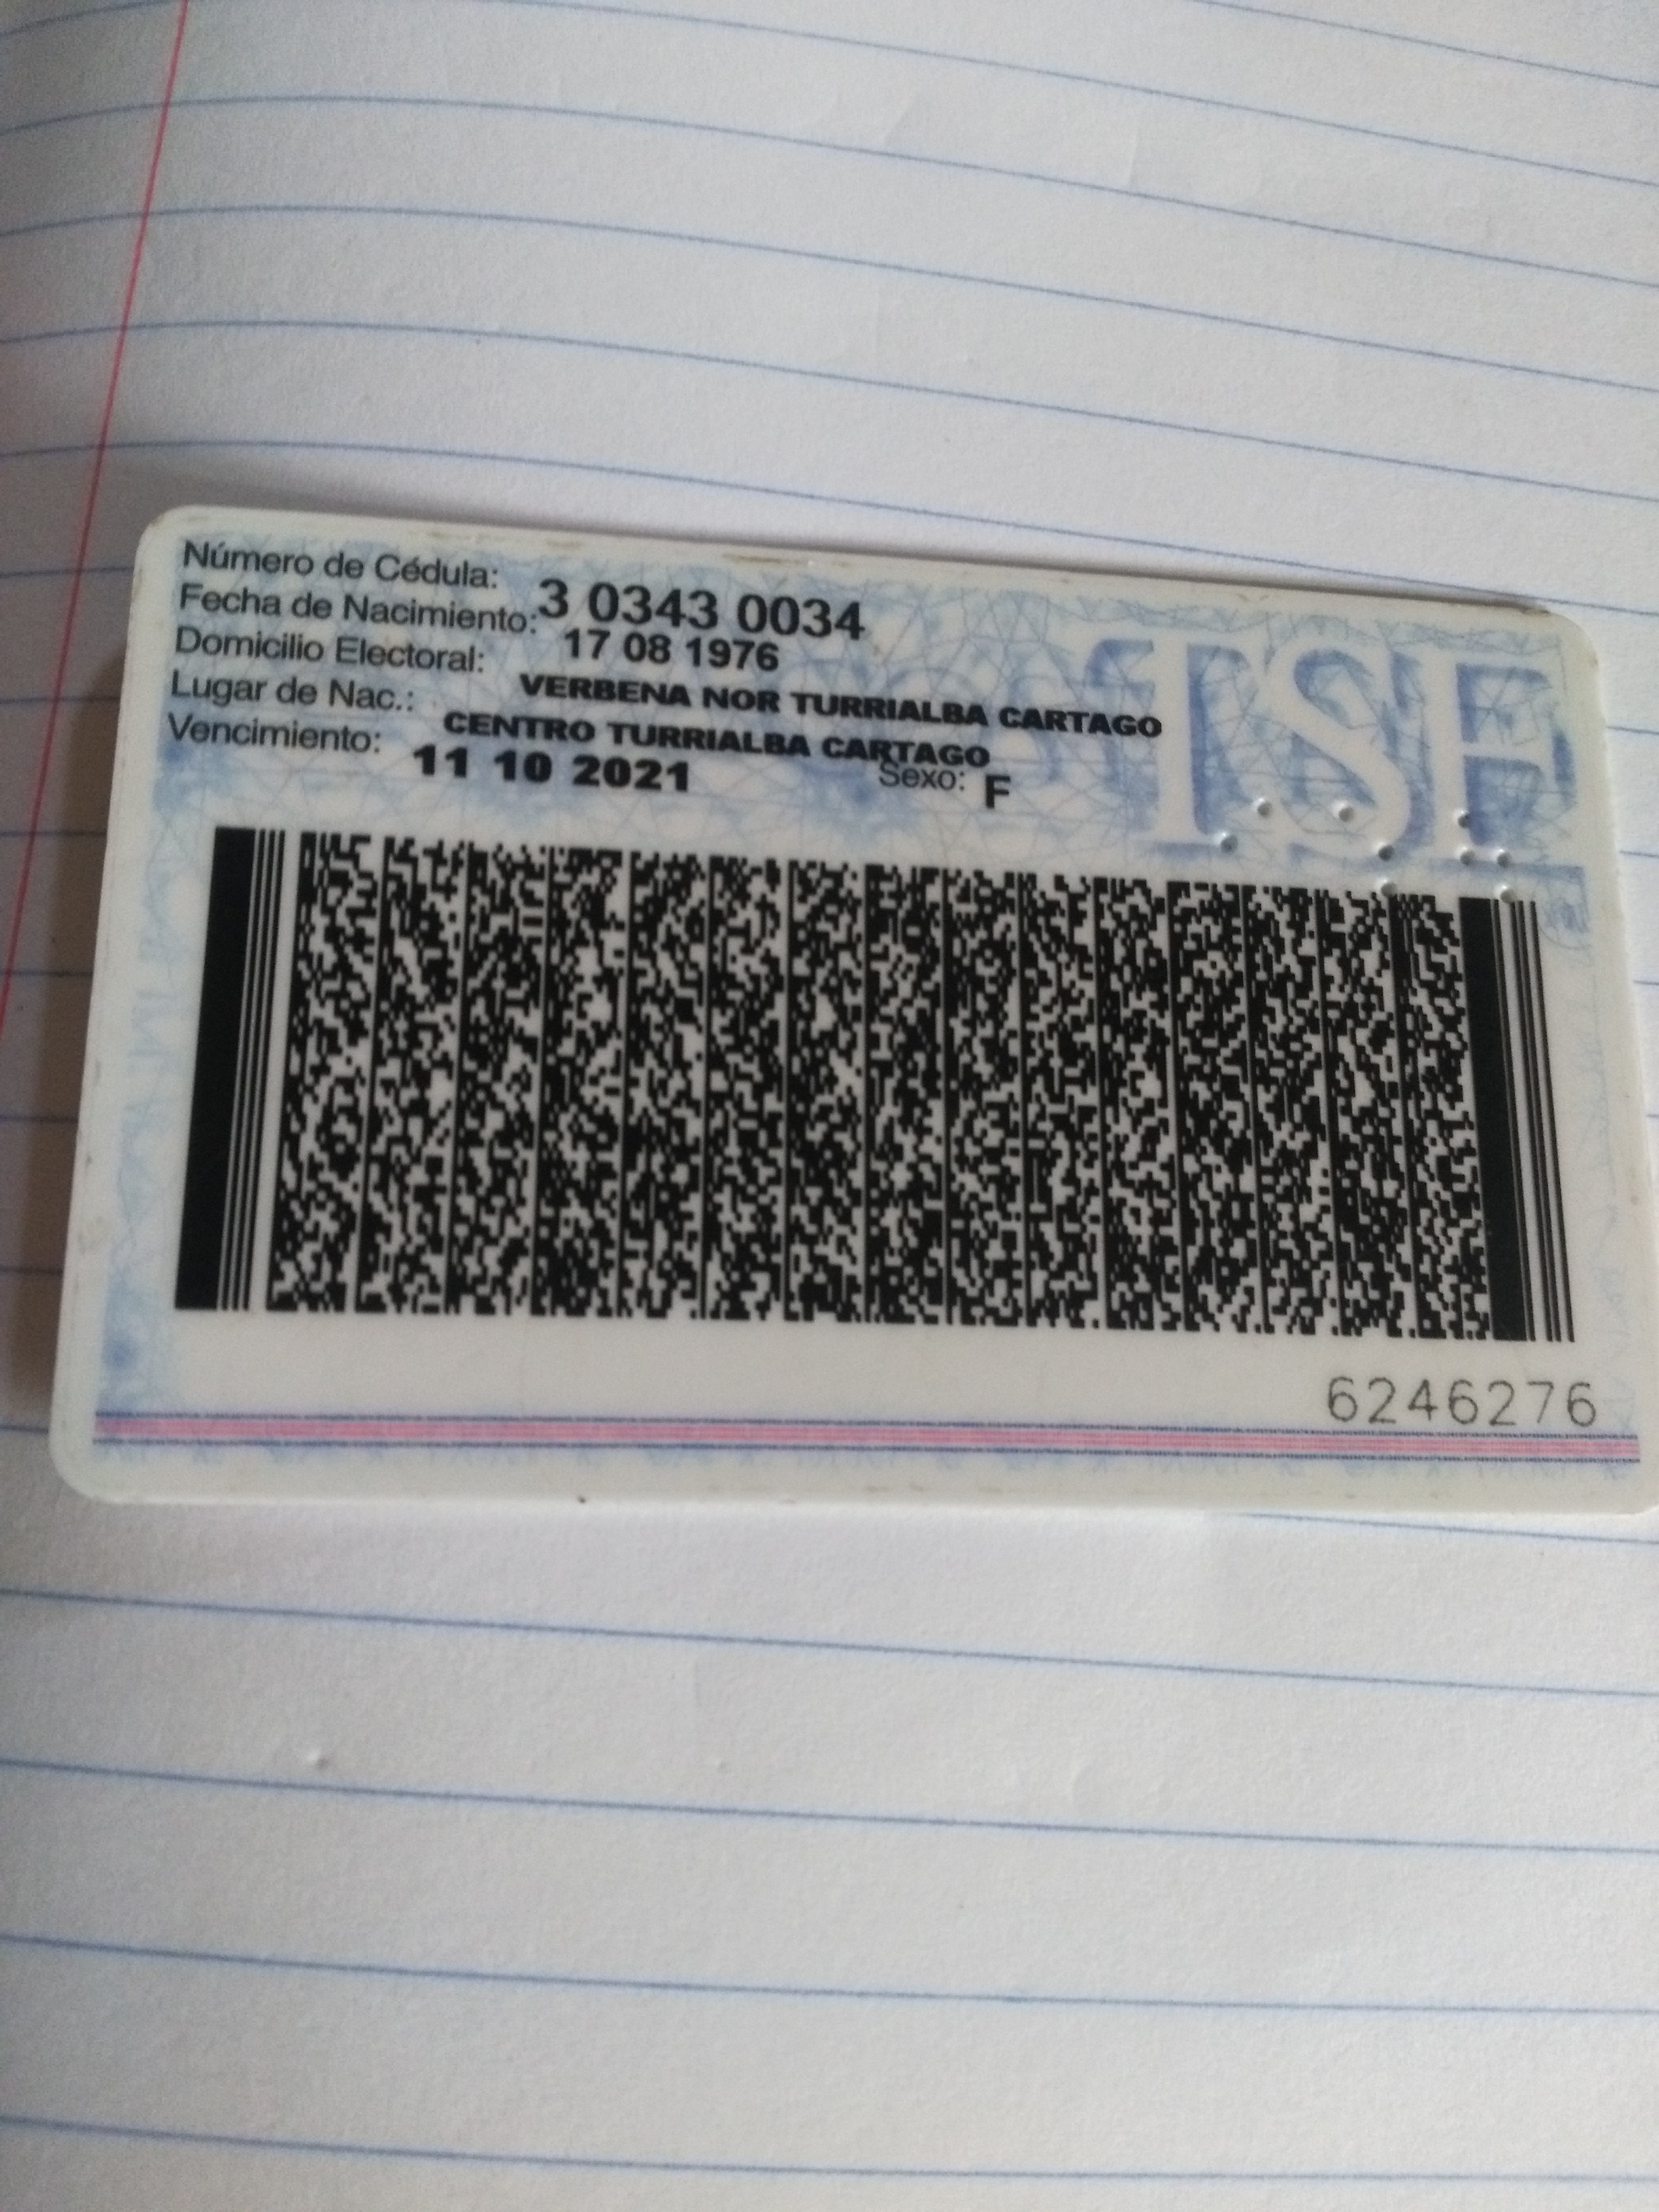 Número de Cédula: 3 0343 0034
Fecha de Nacimiento: 17 08 1976
Domicilio Electoral: VERBENA NOR TURRIALBA CARTAGO
Lugar de Nac.: CENTRO TURRIALBA CARTAGO
Vencimiento: 11 10 2021 Sexo: F
TSE
6246276